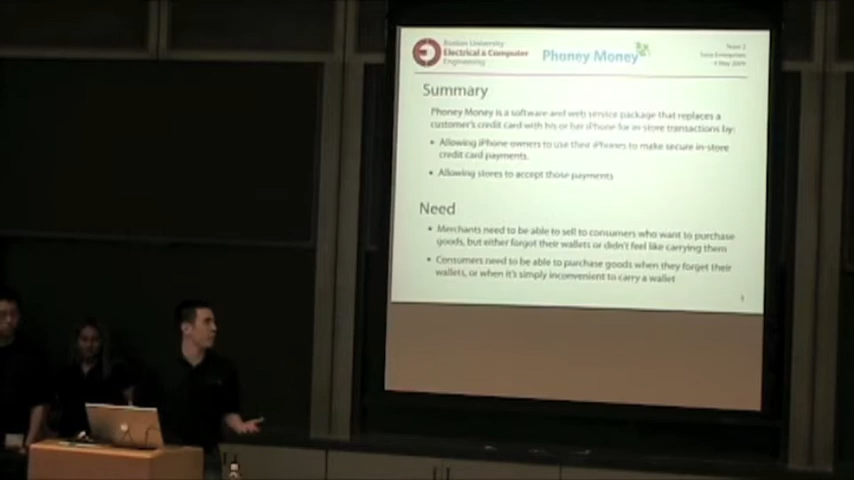 Boston University
Electrical & Computer
Engineering
Phoney Money
Team 2
4 May 2009
Summary
Phoney Money is a software and web service package that replaces a
customer's credit card with his or her iPhone for in-store transactions by:
• Allowing iPhone owners to use their iPhones to make secure in-store
credit card payments.
• Allowing stores to accept those payments
Need
• Merchants need to be able to sell to consumers who want to purchase
goods, but either forgot their wallets or didn't feel like carrying them
• Consumers need to be able to purchase goods when they forget their
wallets, or when it's simply inconvenient to carry a wallet